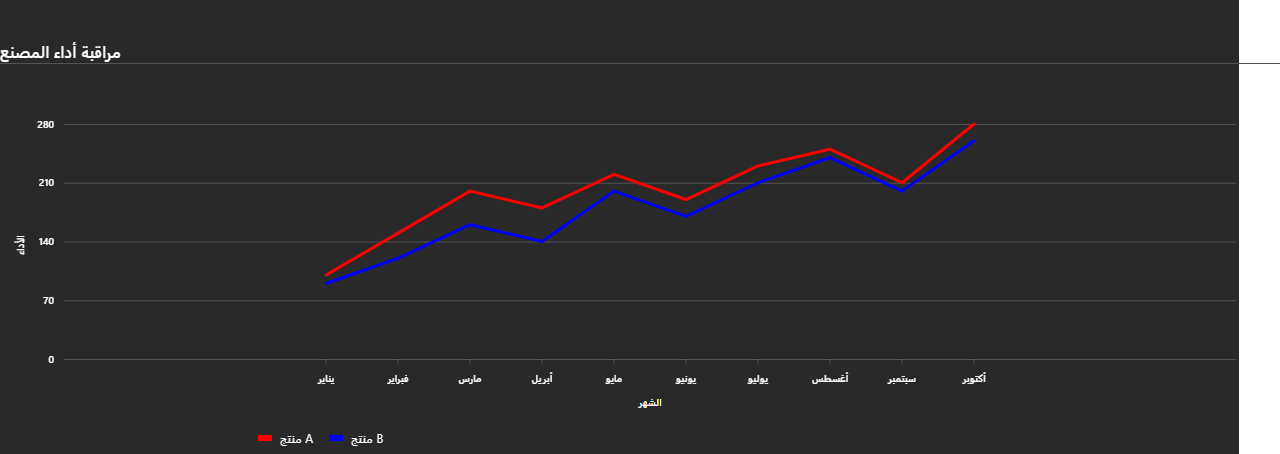 مراقبة أداء المصنع
280
210
140
70
0
الأداء
يناير فبراير مارس أبريل مايو يونيو يوليو أغسطس سبتمبر أكتوبر
الشهر
منتج A منتج B